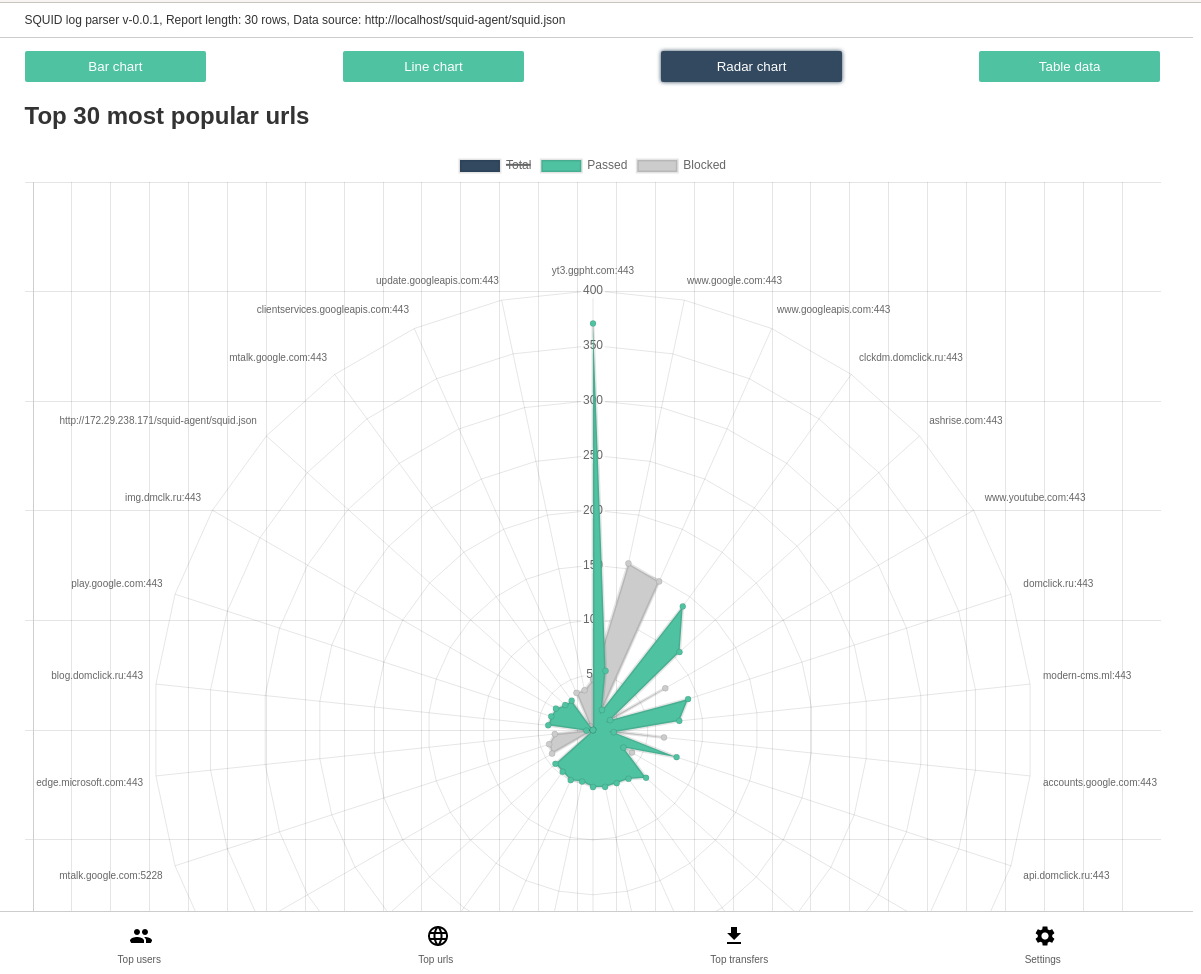 SQUID log parser v-0.0.1, Report length: 30 rows, Data source: http://localhost/squid-agent/squid.json
Bar chart
Line chart
Radar chart
Table data
Top 30 most popular urls
Total
Passed
Blocked
yt3.ggpht.com:443
update.googleapis.com:443
www.google.com:443
400
clientservices.googleapis.com:443
www.googleapis.com:443
350
mtalk.google.com:443
clckdm.domclick.ru:443
300
http://172.29.238.171/squid-agent/squid.json
ashrise.com:443
250
img.dmclk.ru:443
www.youtube.com:443
200
150
play.google.com:443
domclick.ru:443
100
blog.domclick.ru:443
50
modern-cms.ml:443
edge.microsoft.com:443
accounts.google.com:443
mtalk.google.com:5228
api.domclick.ru:443
Top users
Top urls
Top transfers
Settings